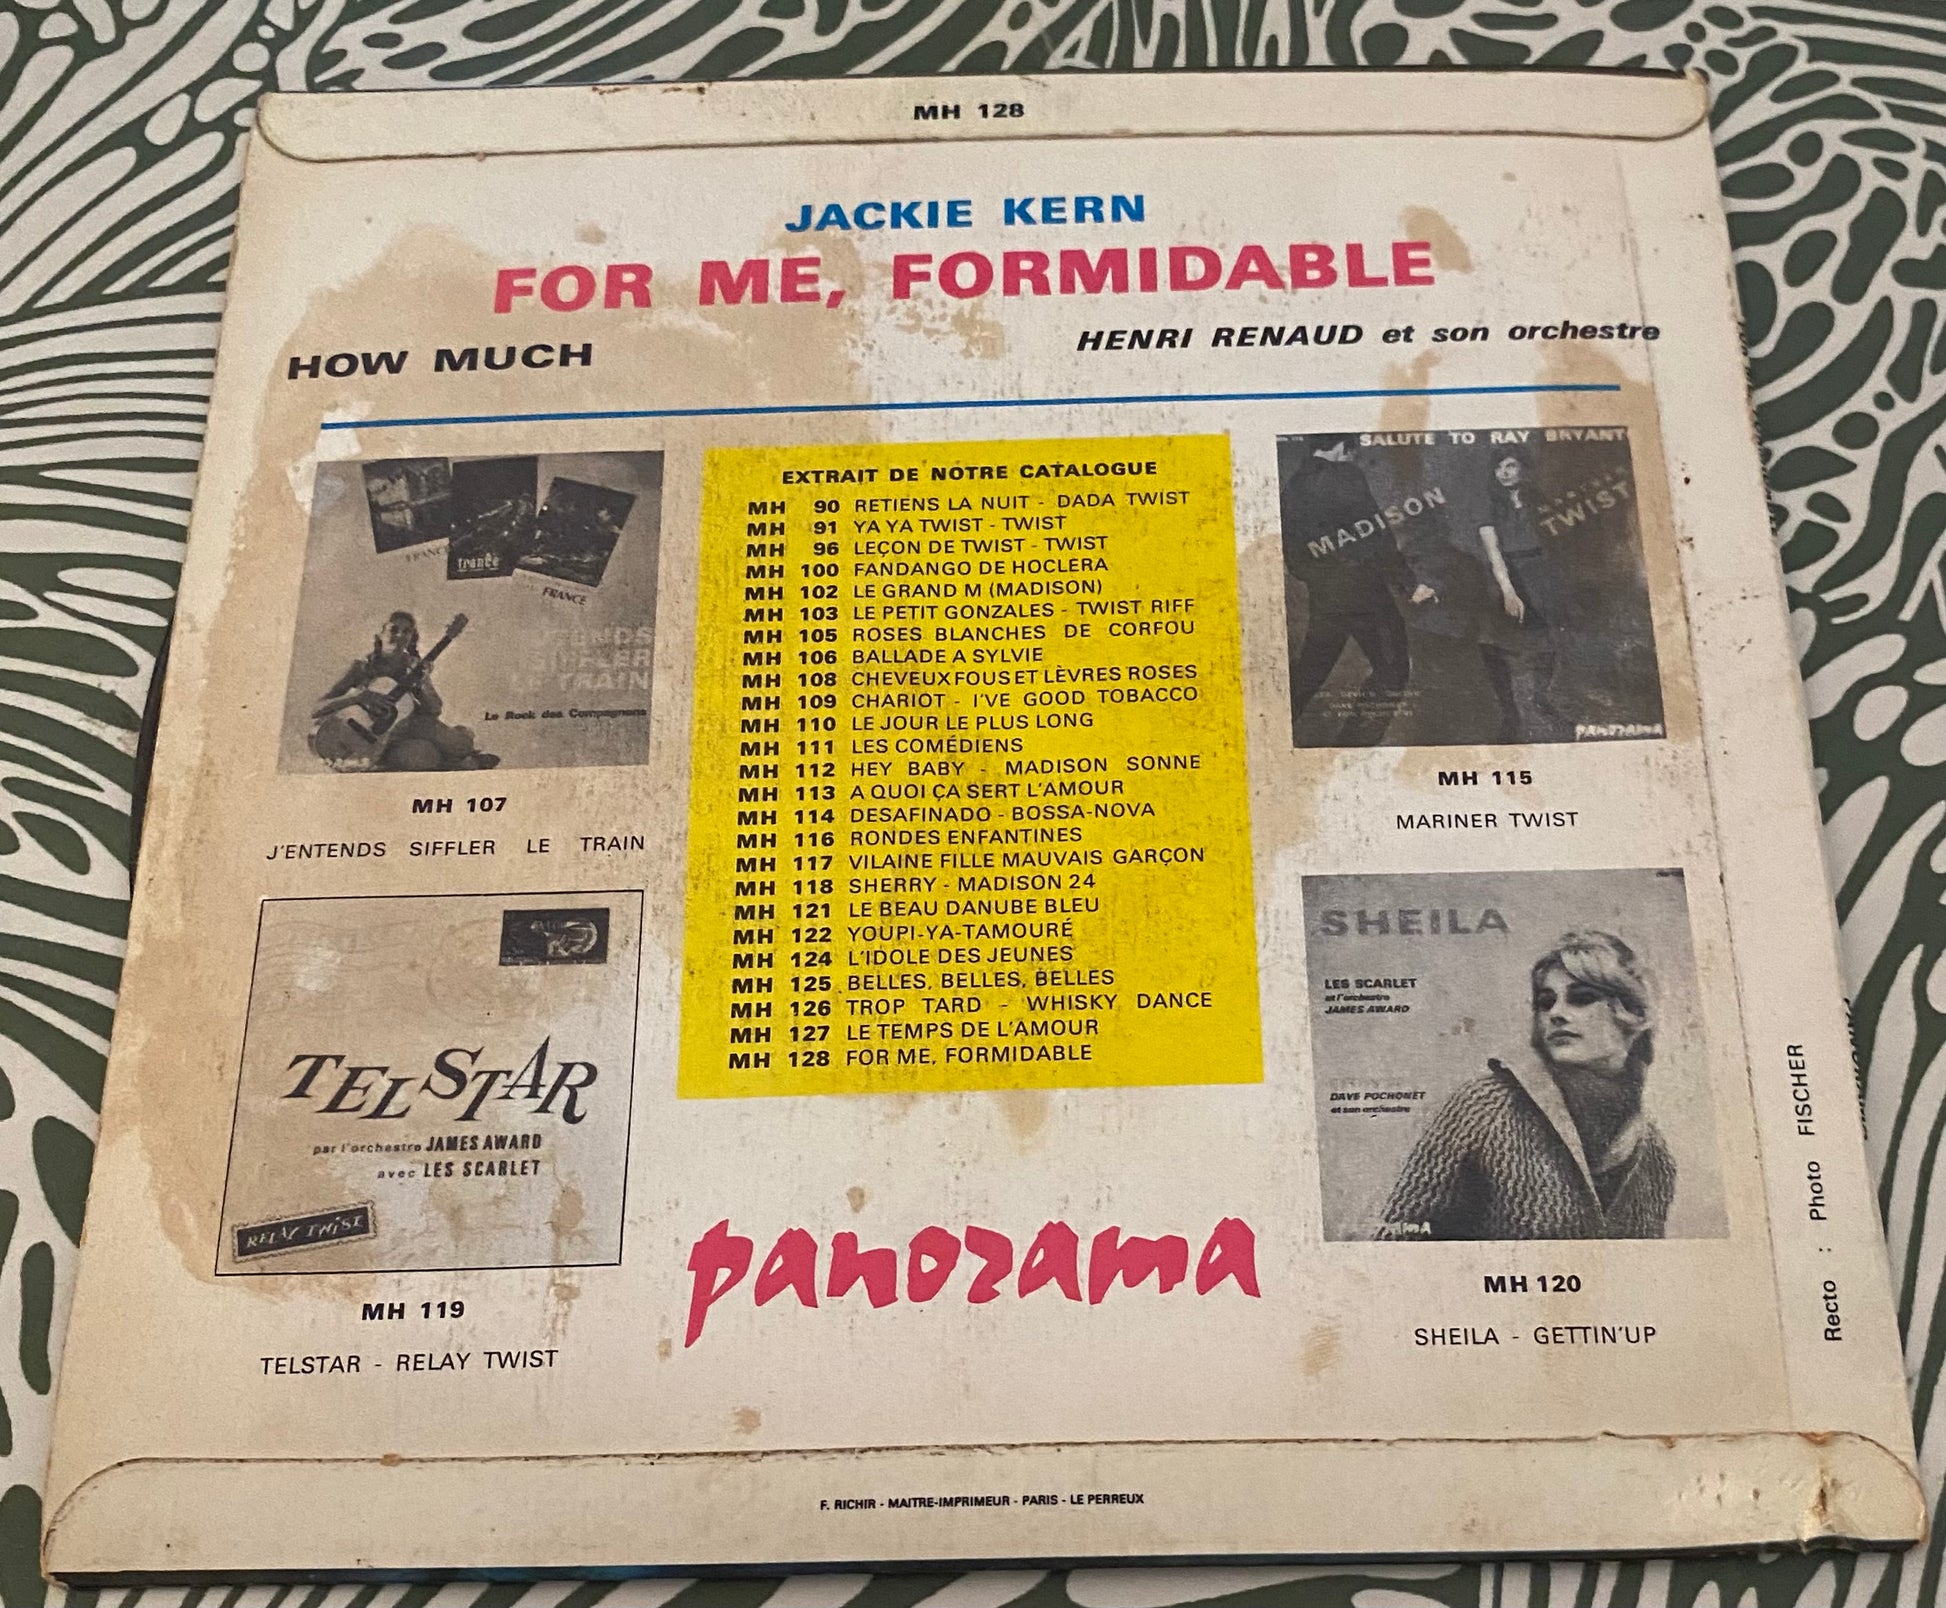 MH 128
JACKIE KERN
FOR ME, FORMIDABLE
HOW MUCH
HENRI RENAUD et son orchestre
FRANCE
france
FRANCE
SIFFLER
LE TRAIN
Le Rock des Compagnons
MH 107
J'ENTENDS SIFFLER LE TRAIN
TELSTAR
par l'orchestre JAMES AWARD
avec LES SCARLET
RELAY TWIST
MH 119
TELSTAR - RELAY TWIST
EXTRAIT DE NOTRE CATALOGUE
MH 90 RETIENS LA NUIT - DADA TWIST
MH 91 YA YA TWIST - TWIST
MH 96 LEÇON DE TWIST - TWIST
MH 100 FANDANGO DE HOCLERA
MH 102 LE GRAND M (MADISON)
MH 103 LE PETIT GONZALES - TWIST RIFF
MH 105 ROSES BLANCHES DE CORFOU
MH 106 BALLADE A SYLVIE
MH 108 CHEVEUX FOUS ET LÈVRES ROSES
MH 109 CHARIOT - I'VE GOOD TOBACCO
MH 110 LE JOUR LE PLUS LONG
MH 111 LES COMÉDIENS
MH 112 HEY BABY - MADISON SONNE
MH 113 A QUOI ÇA SERT L'AMOUR
MH 114 DESAFINADO - BOSSA-NOVA
MH 116 RONDES ENFANTINES
MH 117 VILAINE FILLE MAUVAIS GARÇON
MH 118 SHERRY - MADISON 24
MH 121 LE BEAU DANUBE BLEU
MH 122 YOUPI-YA-TAMOURÉ
MH 124 L'IDOLE DES JEUNES
MH 125 BELLES, BELLES, BELLES
MH 126 TROP TARD - WHISKY DANCE
MH 127 LE TEMPS DE L'AMOUR
MH 128 FOR ME, FORMIDABLE
panorama
SALUTE TO RAY BRYANT
MADISON
TWIST
PANORAMA
MH 115
MARINER TWIST
SHEILA
LES SCARLET
et l'orchestre
JAMES AWARD
DAVE POCHONET
et son orchestre
MH 120
SHEILA - GETTIN'UP
Recto : Photo FISCHER
F. RICHIR - MAITRE-IMPRIMEUR - PARIS - LE PERREUX